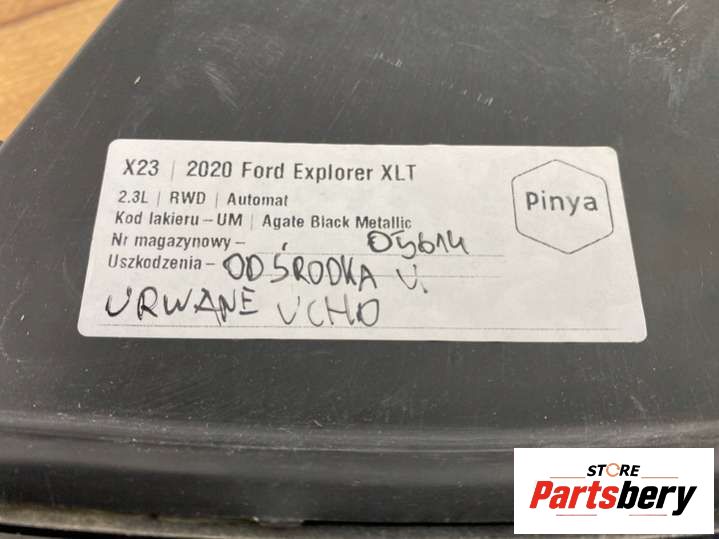 X23 | 2020 Ford Explorer XLT
2.3L | RWD | Automat
Kod lakieru – UM | Agate Black Metallic
Nr magazynowy – 05614
Uszkodzenia – OD ŚRODKA U.
URWANE UCHO
Pinya
STORE
Partsbery